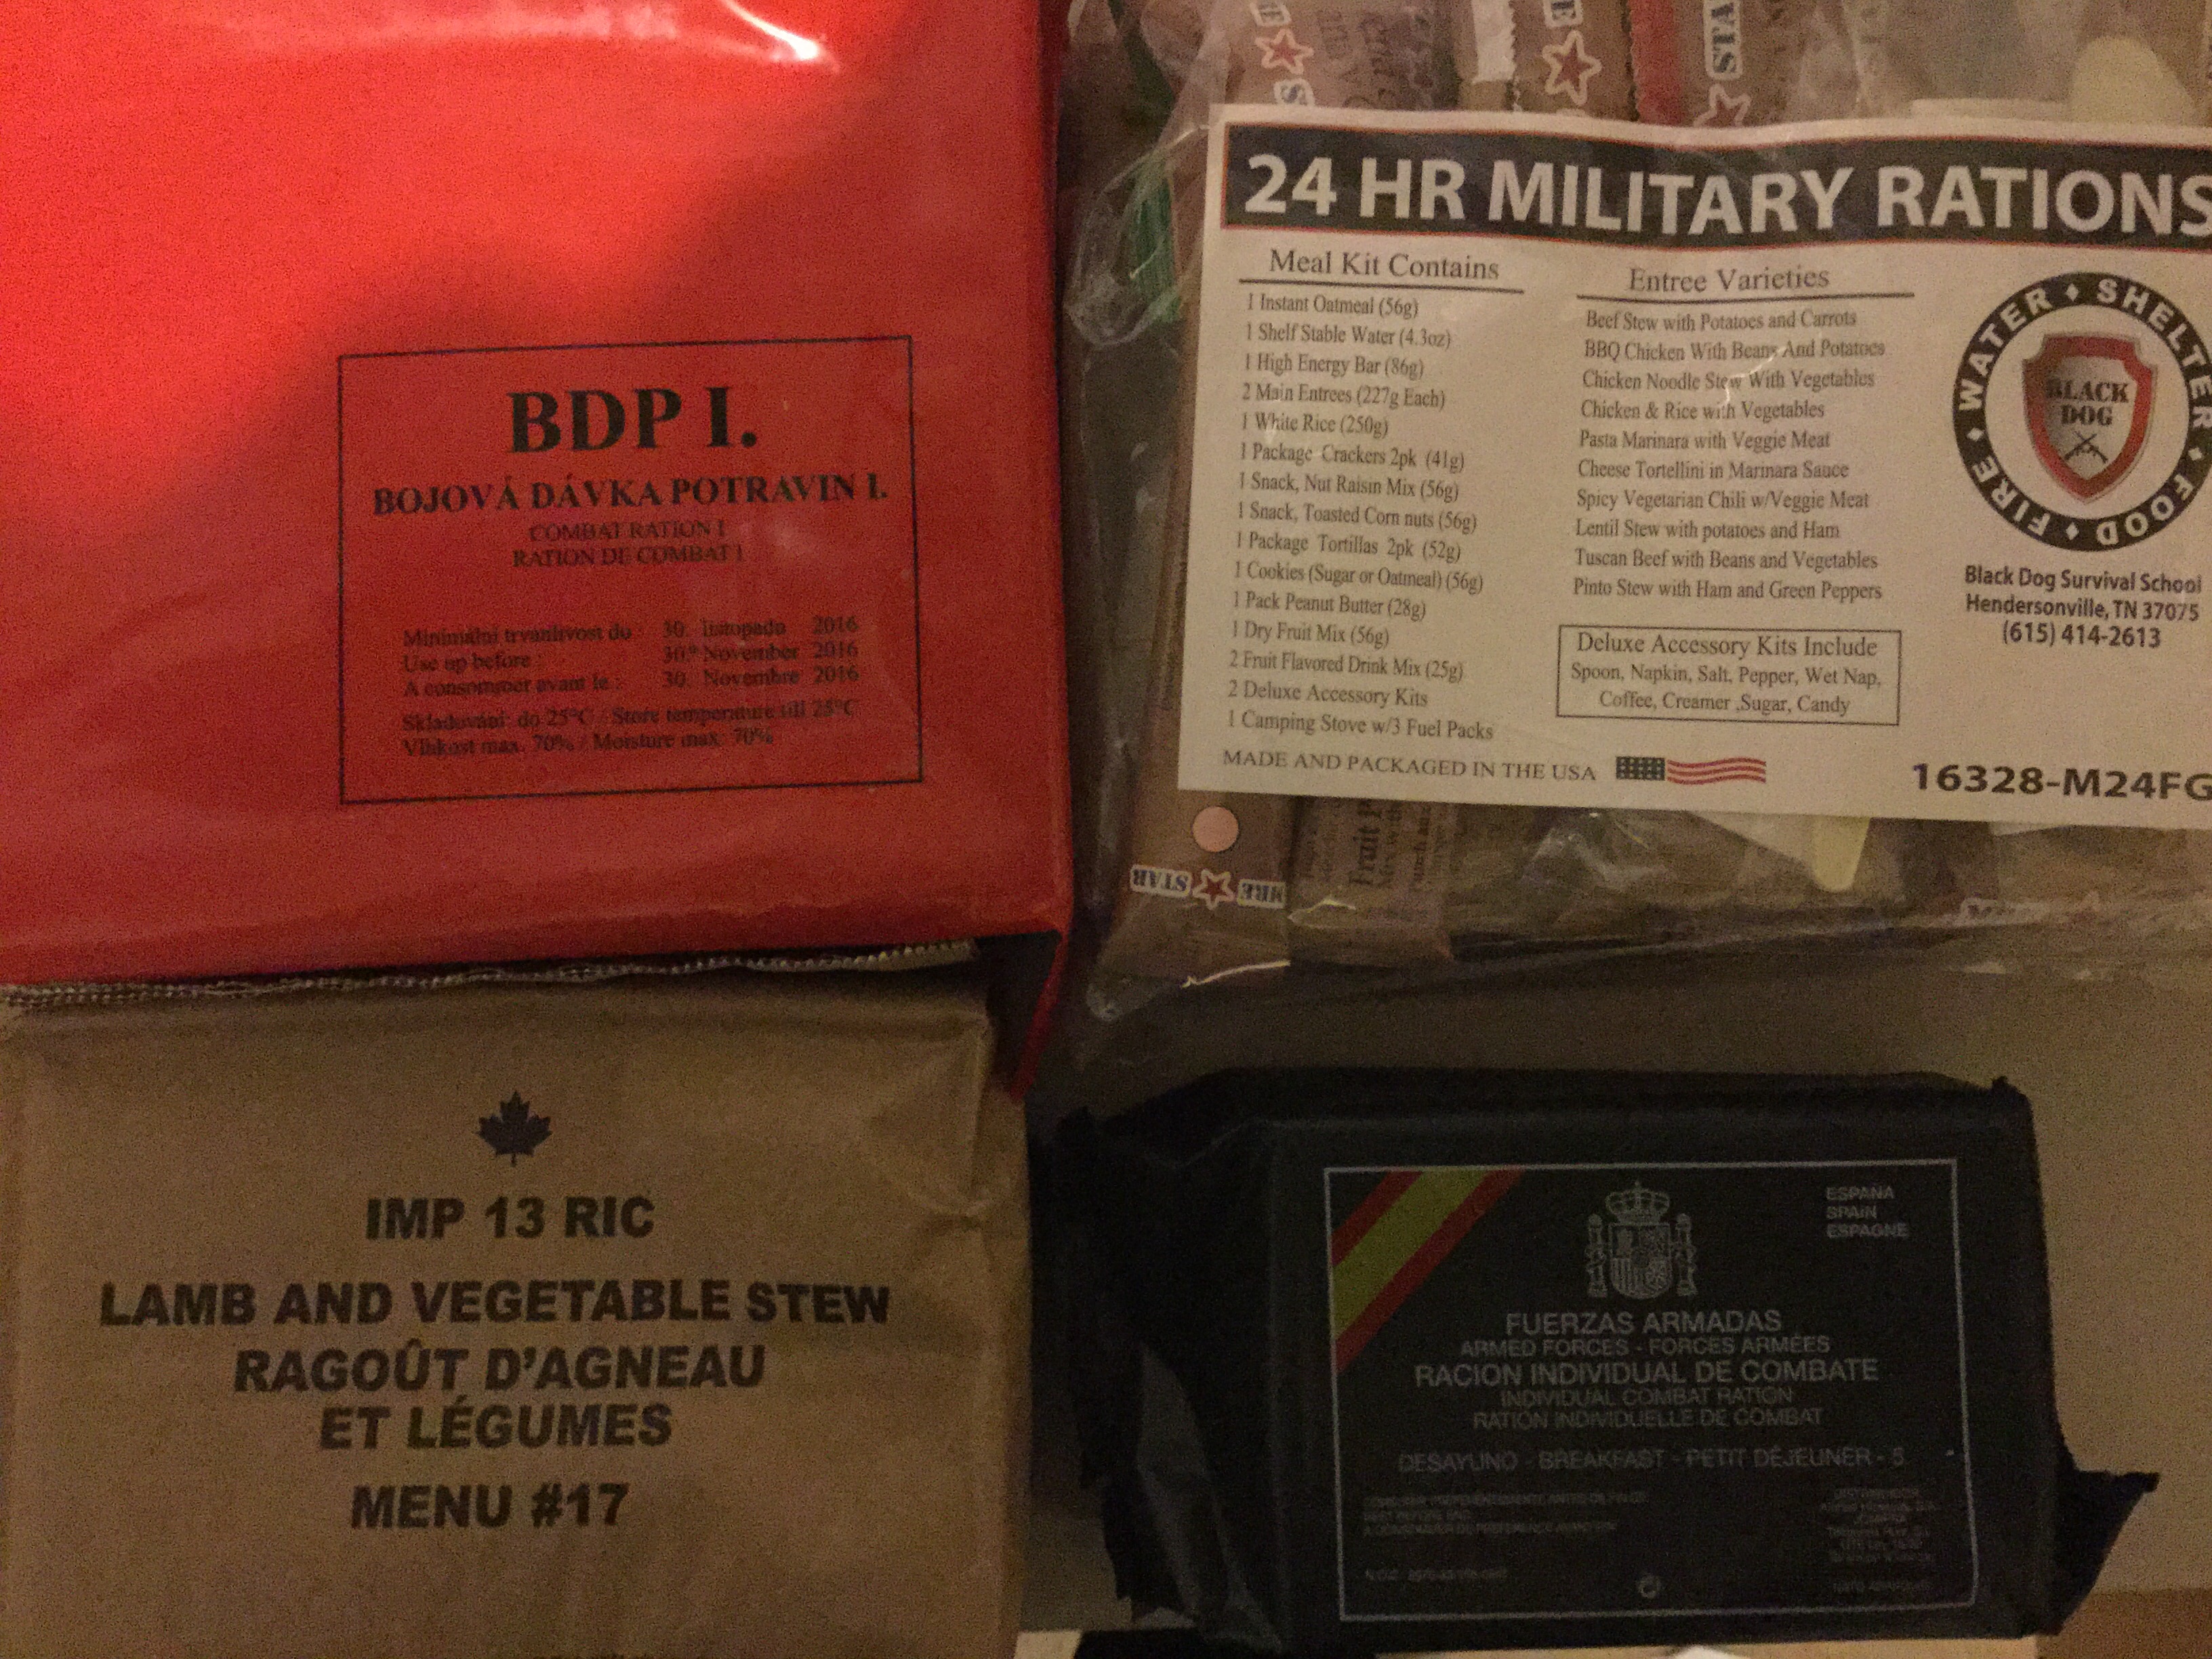 BDP I.
BOJOVÁ DÁVKA POTRAVIN I.
COMBAT RATION I
RATION DE COMBAT I
Minimální trvanlivost do : 30. listopadu 2016
Use up before : 30.th November 2016
A consommer avant le : 30. Novembre 2016
Skladování: do 25°C / Store temperature till 25°C
Vlhkost max. 70% / Moisture max. 70%
24 HR MILITARY RATIONS
Meal Kit Contains
1 Instant Oatmeal (56g)
1 Shelf Stable Water (4.3oz)
1 High Energy Bar (86g)
2 Main Entrees (227g Each)
1 White Rice (250g)
1 Package Crackers 2pk (41g)
1 Snack, Nut Raisin Mix (56g)
1 Snack, Toasted Corn nuts (56g)
1 Package Tortillas 2pk (52g)
1 Cookies (Sugar or Oatmeal) (56g)
1 Pack Peanut Butter (28g)
1 Dry Fruit Mix (56g)
2 Fruit Flavored Drink Mix (25g)
2 Deluxe Accessory Kits
1 Camping Stove w/3 Fuel Packs
Entree Varieties
Beef Stew with Potatoes and Carrots
BBQ Chicken With Beans And Potatoes
Chicken Noodle Stew With Vegetables
Chicken & Rice with Vegetables
Pasta Marinara with Veggie Meat
Cheese Tortellini in Marinara Sauce
Spicy Vegetarian Chili w/Veggie Meat
Lentil Stew with potatoes and Ham
Tuscan Beef with Beans and Vegetables
Pinto Stew with Ham and Green Peppers
Deluxe Accessory Kits Include
Spoon, Napkin, Salt, Pepper, Wet Nap,
Coffee, Creamer ,Sugar, Candy
FIRE ♦ WATER ♦ SHELTER ♦ FOOD ♦
BLACK
DOG
Black Dog Survival School
Hendersonville, TN 37075
(615) 414-2613
MADE AND PACKAGED IN THE USA
16328-M24FG
MRE STAR
Fruit
IMP 13 RIC
LAMB AND VEGETABLE STEW
RAGOÛT D'AGNEAU
ET LÉGUMES
MENU #17
ESPAÑA
SPAIN
ESPAGNE
FUERZAS ARMADAS
ARMED FORCES - FORCES ARMÉES
RACION INDIVIDUAL DE COMBATE
INDIVIDUAL COMBAT RATION
RATION INDIVIDUELLE DE COMBAT
DESAYUNO - BREAKFAST - PETIT DÉJEUNER - 5